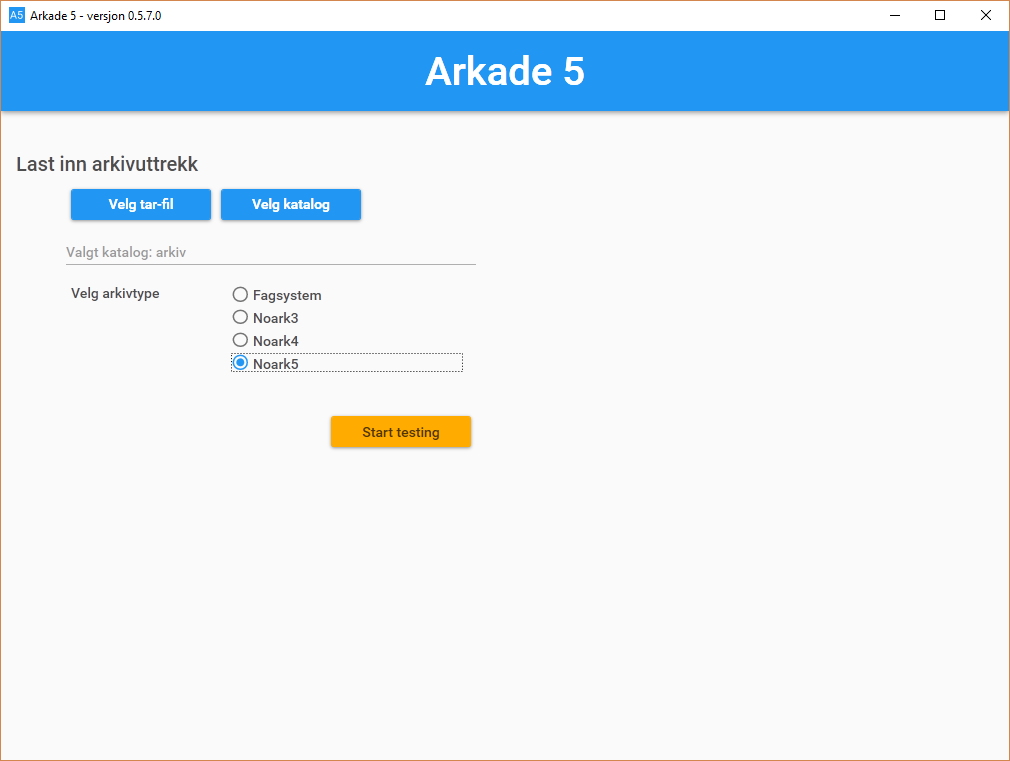 A5 Arkade 5 - versjon 0.5.7.0
Arkade 5
Last inn arkivuttrekk
Velg tar-fil Velg katalog
Valgt katalog: arkiv
Velg arkivtype
Fagsystem
Noark3
Noark4
Noark5
Start testing